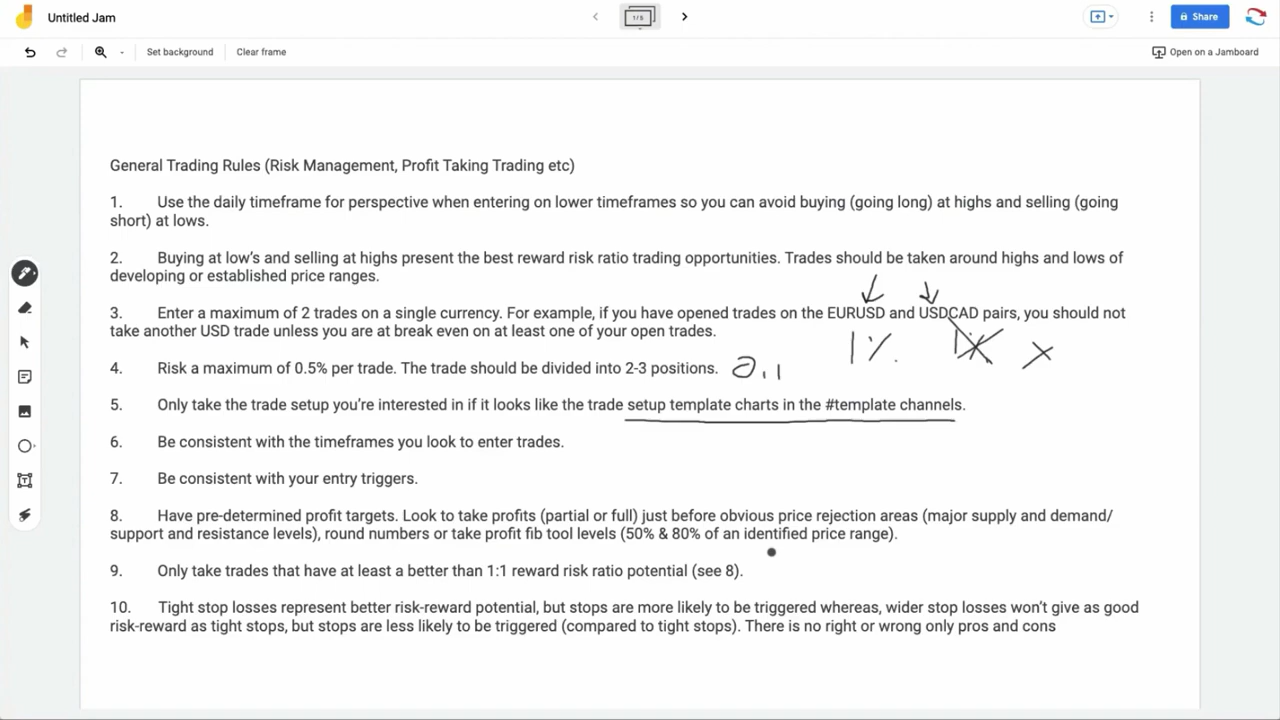 Untitled Jam
1/5
Share
Set background
Clear frame
Open on a Jamboard
General Trading Rules (Risk Management, Profit Taking Trading etc)
1. Use the daily timeframe for perspective when entering on lower timeframes so you can avoid buying (going long) at highs and selling (going
short) at lows.
2. Buying at low's and selling at highs present the best reward risk ratio trading opportunities. Trades should be taken around highs and lows of
developing or established price ranges.
3. Enter a maximum of 2 trades on a single currency. For example, if you have opened trades on the EURUSD and USDCAD pairs, you should not
take another USD trade unless you are at break even on at least one of your open trades.
1%.
4. Risk a maximum of 0.5% per trade. The trade should be divided into 2-3 positions.
5. Only take the trade setup you're interested in if it looks like the trade setup template charts in the #template channels.
6. Be consistent with the timeframes you look to enter trades.
7. Be consistent with your entry triggers.
8. Have pre-determined profit targets. Look to take profits (partial or full) just before obvious price rejection areas (major supply and demand/
support and resistance levels), round numbers or take profit fib tool levels (50% & 80% of an identified price range).
9. Only take trades that have at least a better than 1:1 reward risk ratio potential (see 8).
10. Tight stop losses represent better risk-reward potential, but stops are more likely to be triggered whereas, wider stop losses won't give as good
risk-reward as tight stops, but stops are less likely to be triggered (compared to tight stops). There is no right or wrong only pros and cons